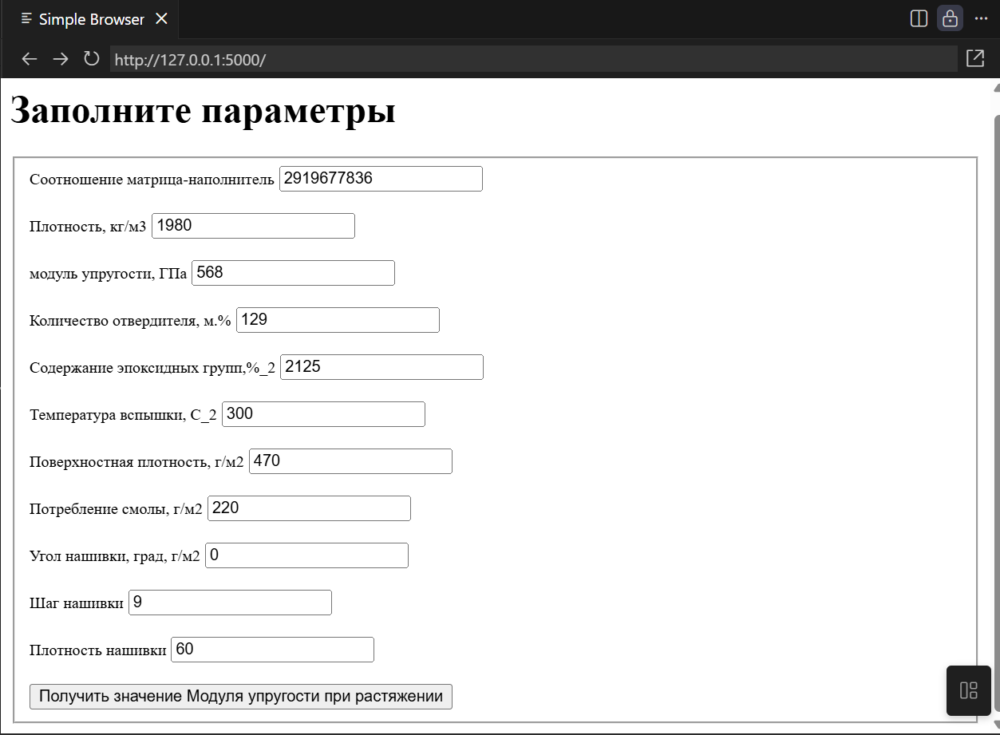 Simple Browser
http://127.0.0.1:5000/
Заполните параметры
Соотношение матрица-наполнитель 2919677836
Плотность, кг/м3 1980
модуль упругости, ГПа 568
Количество отвердителя, м.% 129
Содержание эпоксидных групп,%_2 2125
Температура вспышки, С_2 300
Поверхностная плотность, г/м2 470
Потребление смолы, г/м2 220
Угол нашивки, град, г/м2 0
Шаг нашивки 9
Плотность нашивки 60
Получить значение Модуля упругости при растяжении